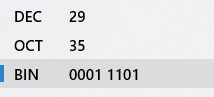 DEC 29
OCT 35
BIN 0001 1101